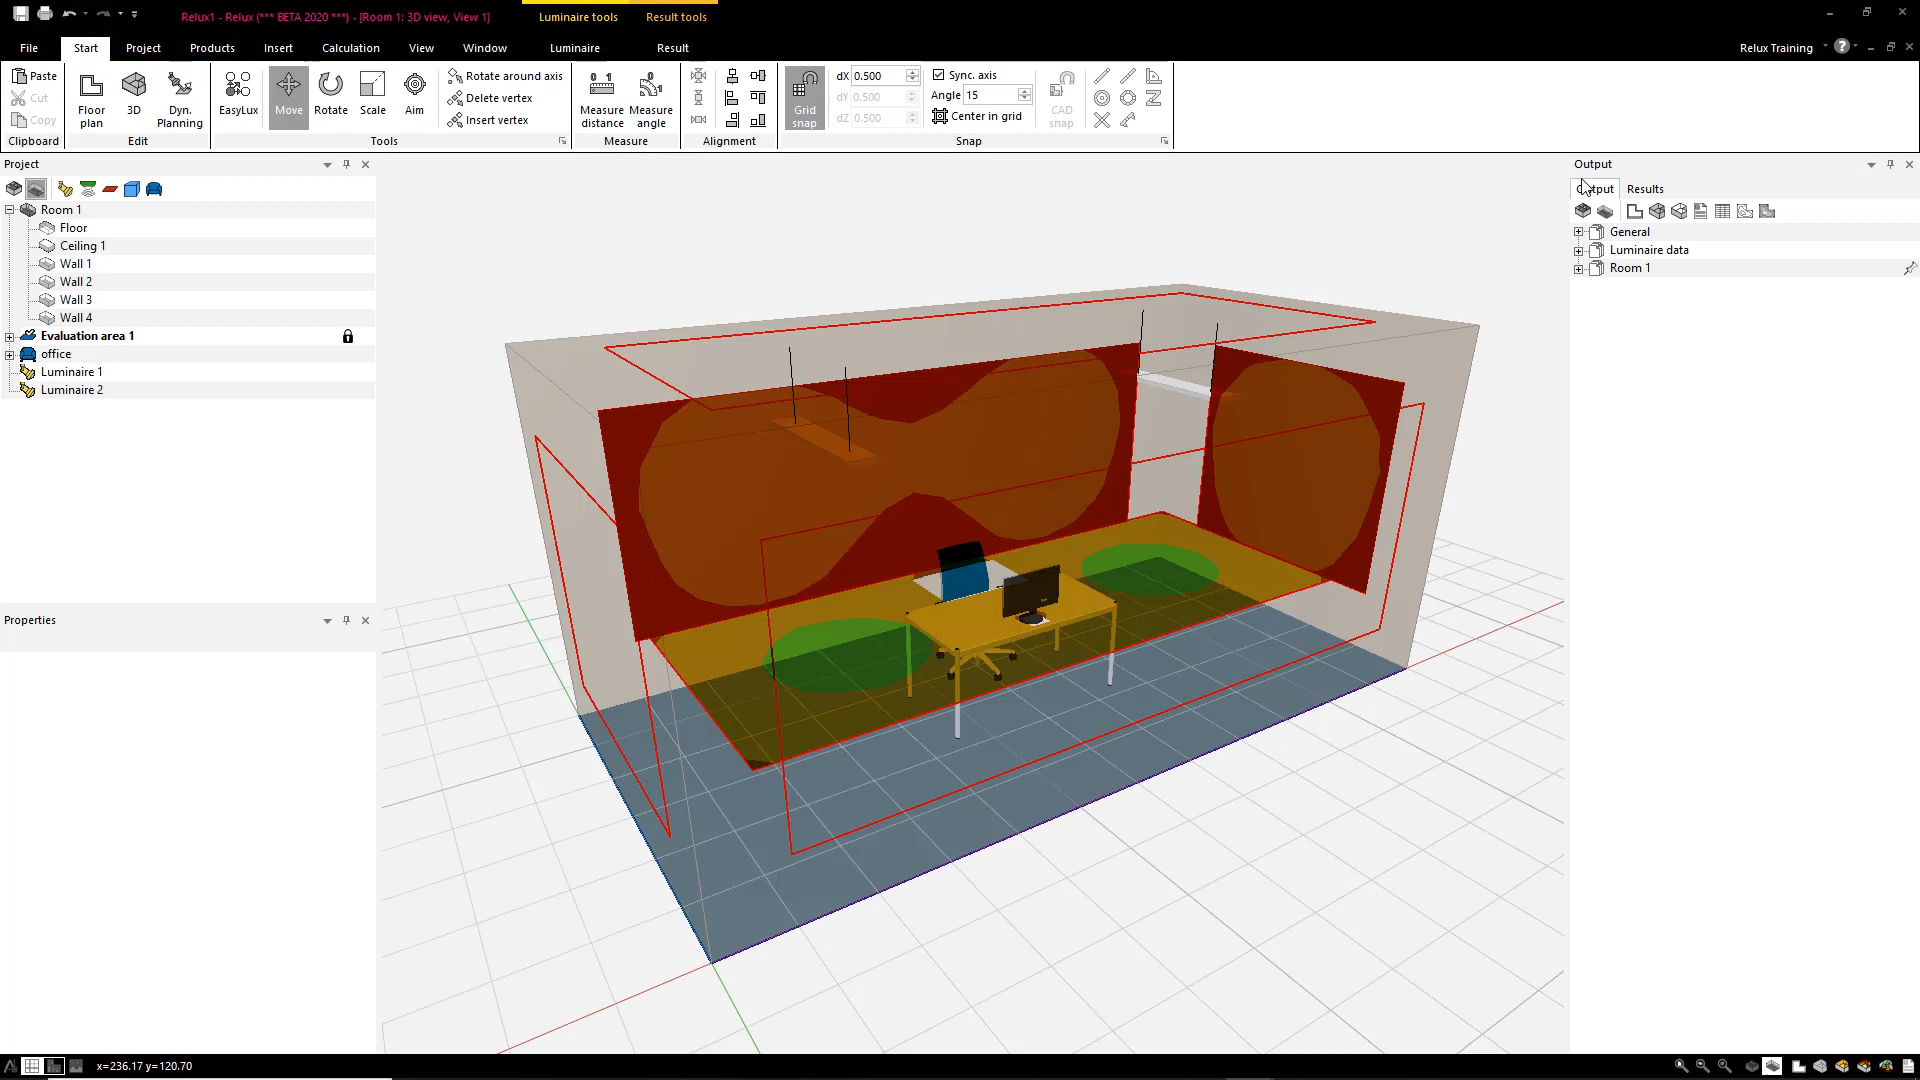 Relux1 - Relux (*** BETA 2020 ***) - [Room 1: 3D view, View 1]
Luminaire tools
Result tools
File Start Project Products Insert Calculation View Window Luminaire Result
Relux Training
Paste
Cut
Copy
Clipboard
Floor plan
3D
Dyn. Planning
Edit
EasyLux
Move
Rotate
Scale
Aim
Rotate around axis
Delete vertex
Insert vertex
Tools
Measure distance
Measure angle
Measure
Alignment
Grid snap
dX 0.500
dY 0.500
dZ 0.500
Sync. axis
Angle 15
Center in grid
CAD snap
Snap
Project
Room 1
Floor
Ceiling 1
Wall 1
Wall 2
Wall 3
Wall 4
Evaluation area 1
office
Luminaire 1
Luminaire 2
Properties
Output
Output Results
General
Luminaire data
Room 1
x=236.17 y=120.70